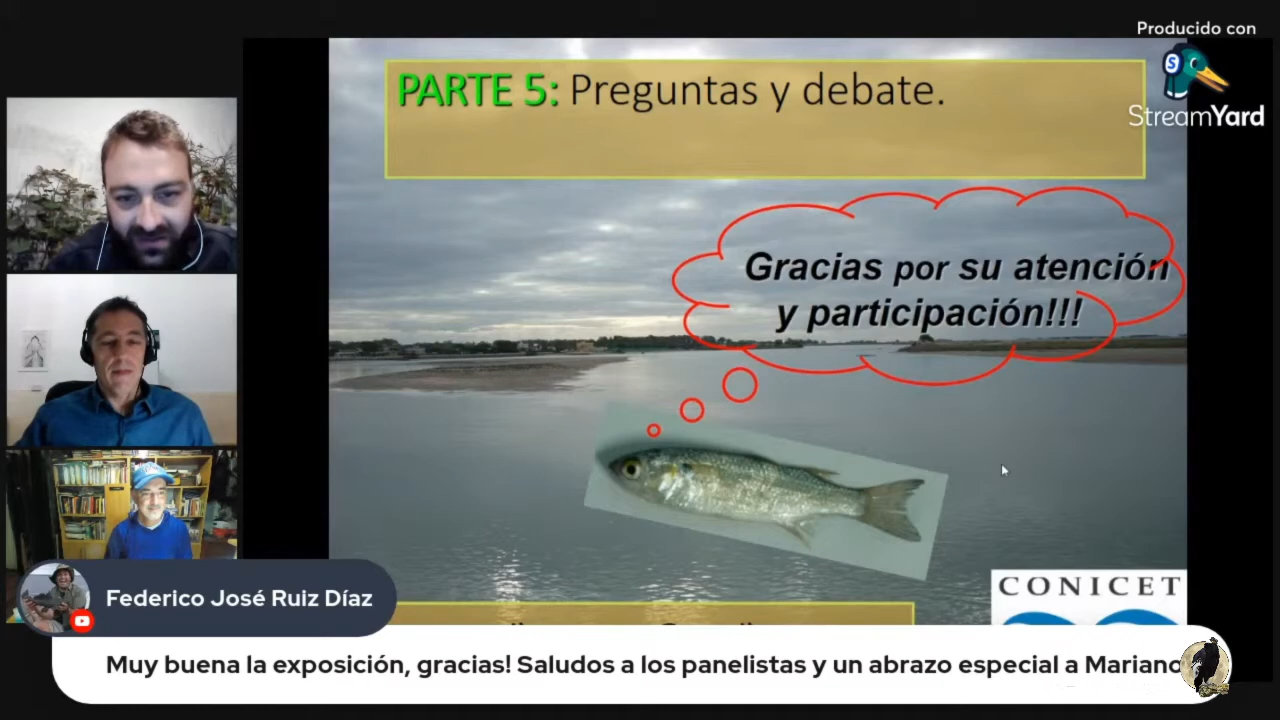 Producido con
StreamYard
PARTE 5: Preguntas y debate.
Gracias por su atención
y participación!!!
CONICET
Federico José Ruiz Díaz
Muy buena la exposición, gracias! Saludos a los panelistas y un abrazo especial a Mariano